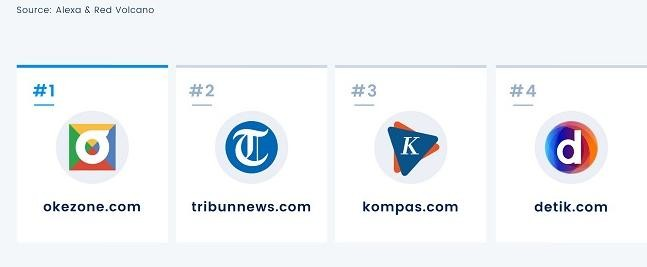 Source: Alexa & Red Volcano
#1
#2
#3
#4
T
K
d
okezone.com
tribunnews.com
kompas.com
detik.com